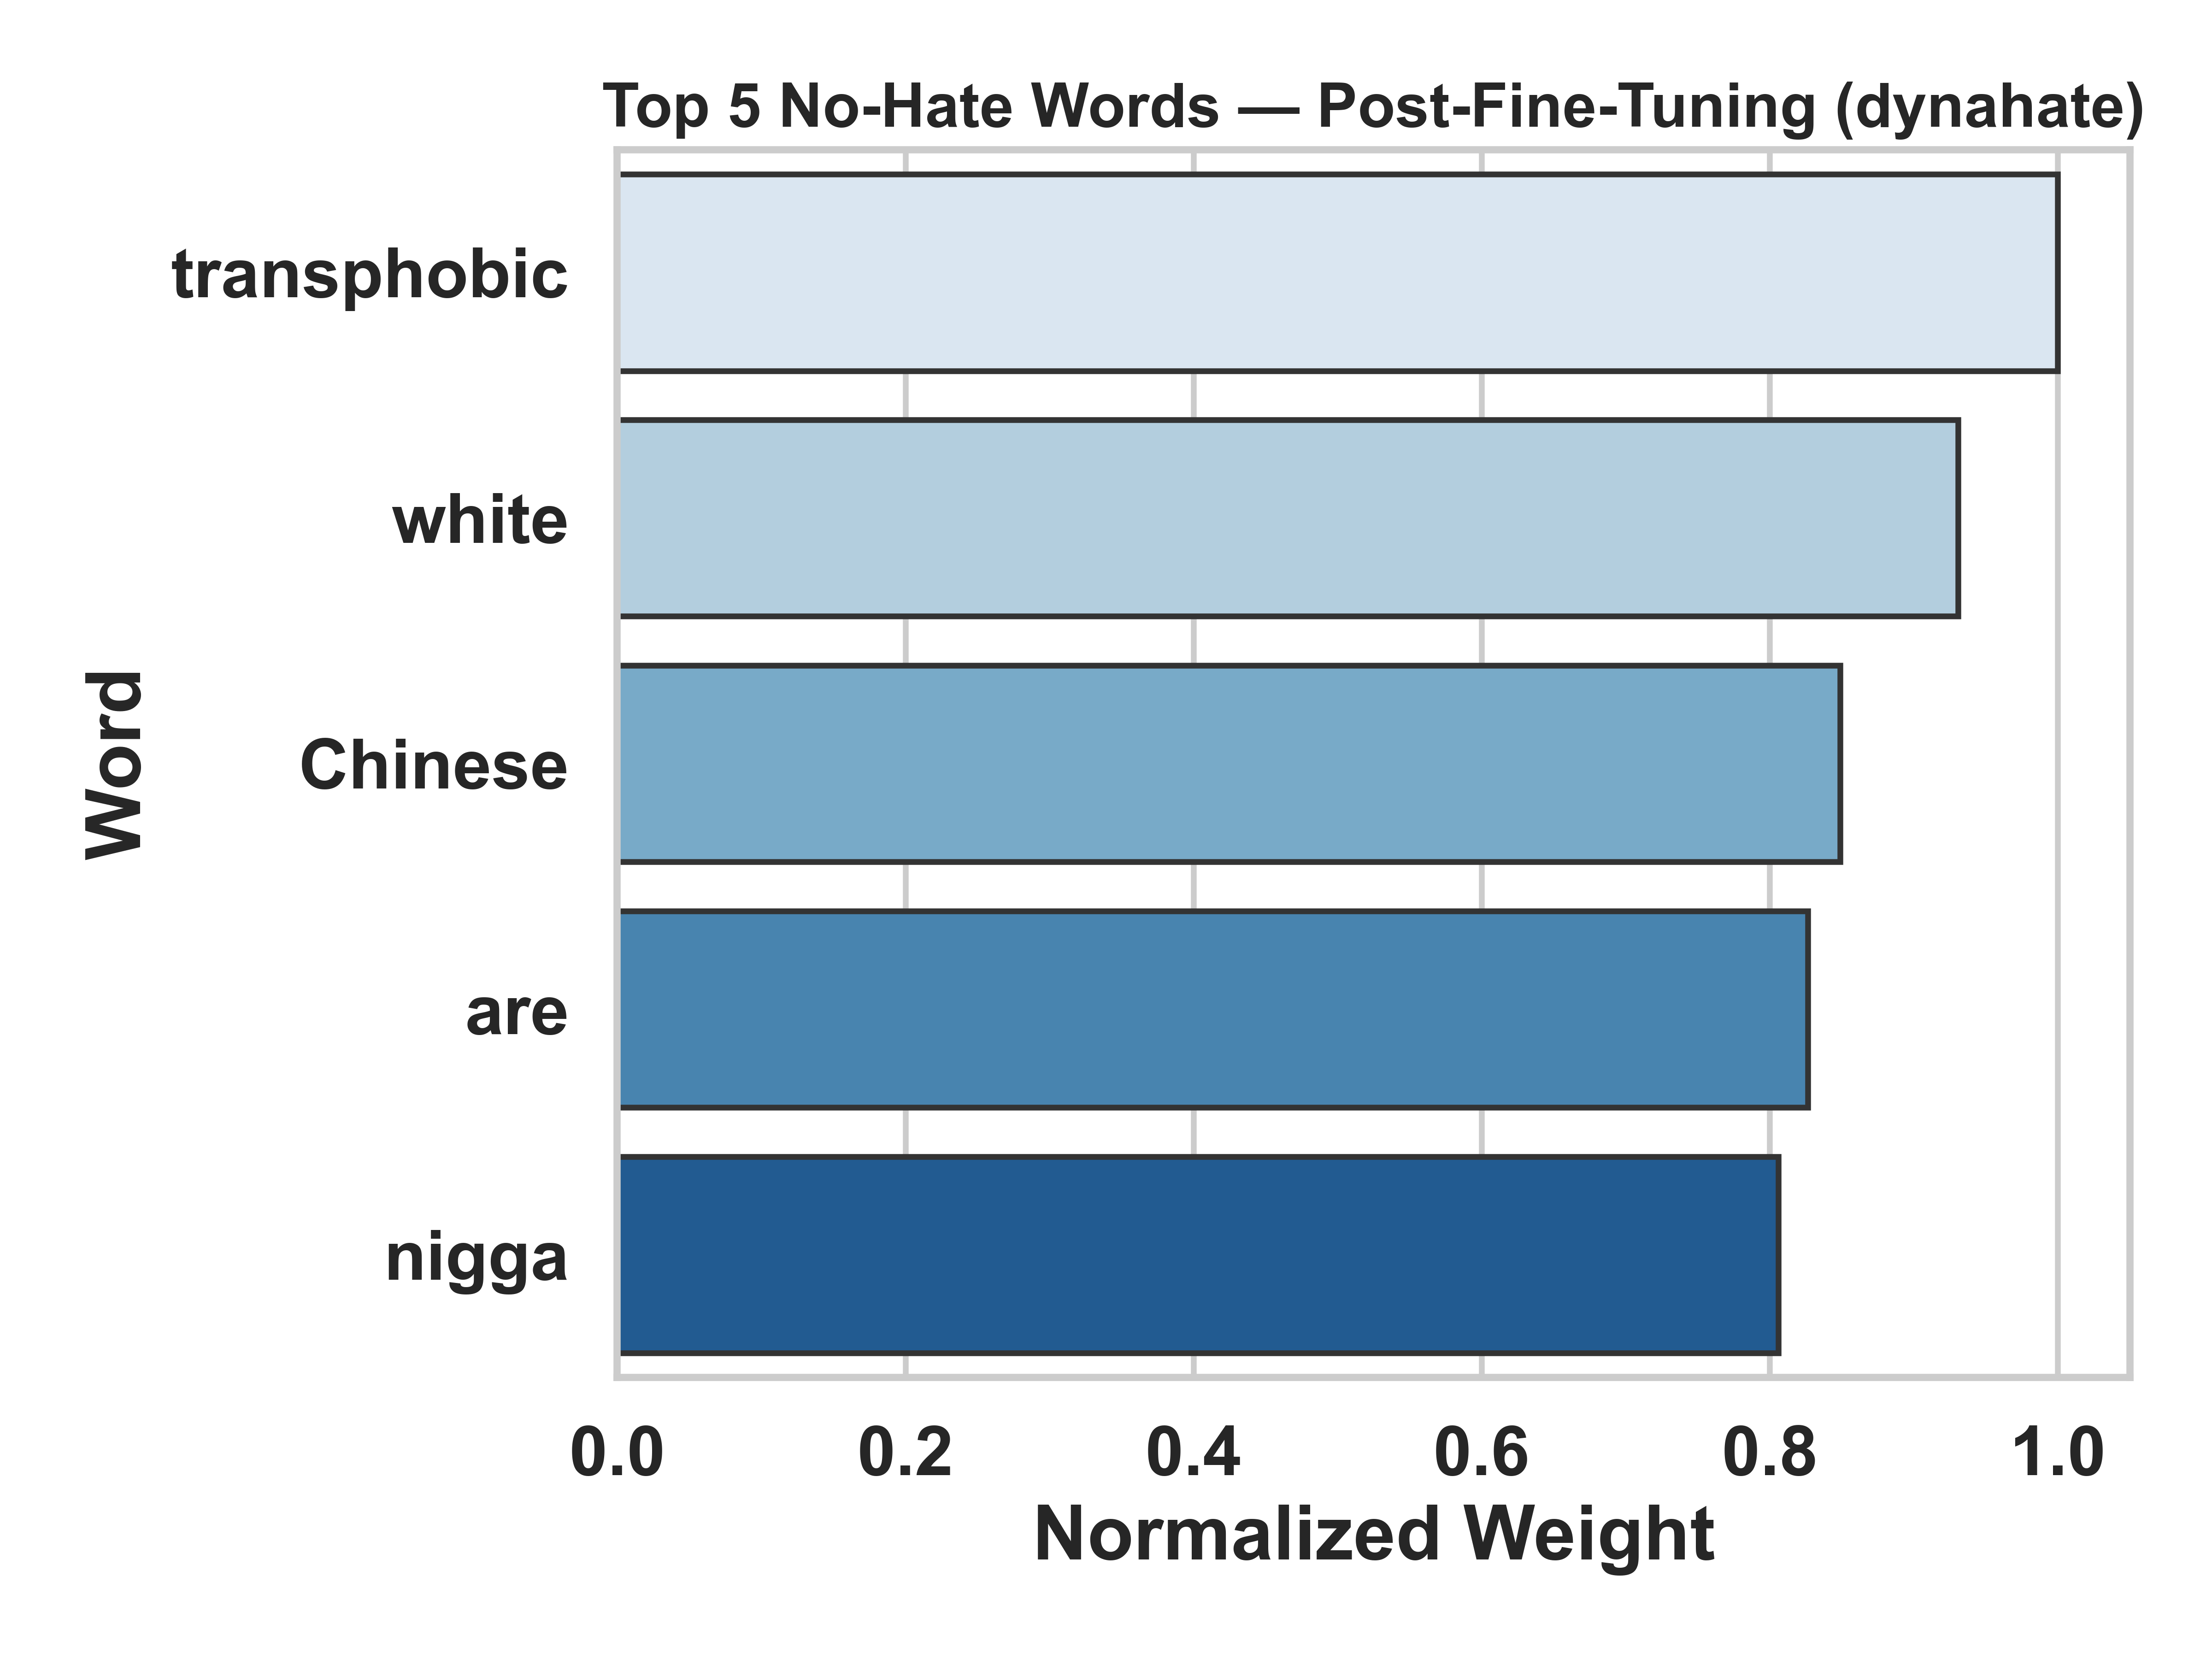 Top 5 No-Hate Words — Post-Fine-Tuning (dynahate)
transphobic
white
Chinese
are
nigga
Word
0.0 0.2 0.4 0.6 0.8 1.0
Normalized Weight